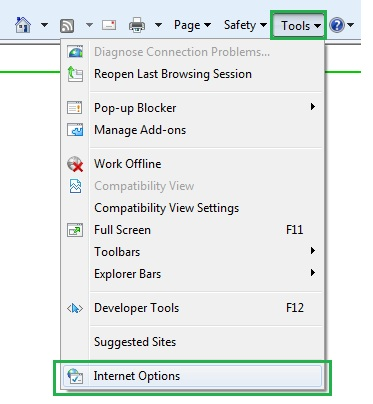 Page Safety Tools
Diagnose Connection Problems...
Reopen Last Browsing Session
Pop-up Blocker
Manage Add-ons
Work Offline
Compatibility View
Compatibility View Settings
Full Screen F11
Toolbars
Explorer Bars
Developer Tools F12
Suggested Sites
Internet Options